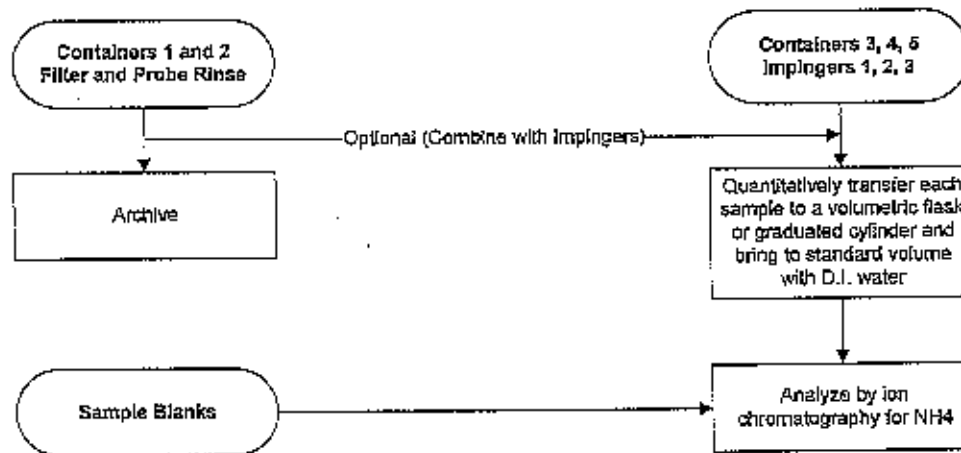 Containers 1 and 2
Filter and Probe Rinse
Containers 3, 4, 5
Impingers 1, 2, 3
Optional (Combine with Impingers)
Archive
Quantitatively transfer each
sample to a volumetric flask
or graduated cylinder and
bring to standard volume
with D.I. water
Sample Blanks
Analyze by ion
chromatography for NH4